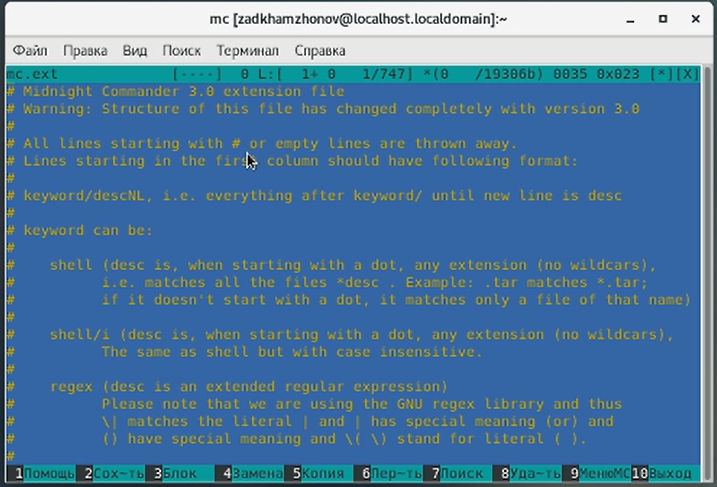 mc [zadkhamzhonov@localhost.localdomain]:~
Файл Правка Вид Поиск Терминал Справка
mc.ext [----] 0 L:[ 1+ 0 1/747] *(0 /19306b) 0035 0x023 [*][X]
# Midnight Commander 3.0 extension file
# Warning: Structure of this file has changed completely with version 3.0
#
# All lines starting with # or empty lines are thrown away.
# Lines starting in the first column should have following format:
#
# keyword/descNL, i.e. everything after keyword/ until new line is desc
#
# keyword can be:
#
# shell (desc is, when starting with a dot, any extension (no wildcars),
# i.e. matches all the files *desc . Example: .tar matches *.tar;
# if it doesn't start with a dot, it matches only a file of that name)
#
# shell/i (desc is, when starting with a dot, any extension (no wildcars),
# The same as shell but with case insensitive.
#
# regex (desc is an extended regular expression)
# Please note that we are using the GNU regex library and thus
# \| matches the literal | and | has special meaning (or) and
# () have special meaning and \( \) stand for literal ( ).
#
1Помощь 2Сох~ть 3Блок 4Замена 5Копия 6Пер~ть 7Поиск 8Уда~ть 9МенюMC 10Выход